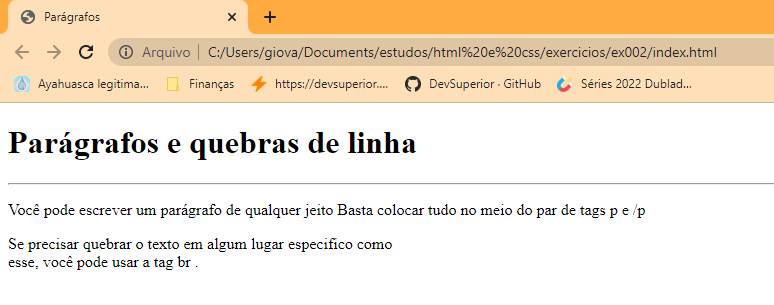 Parágrafos
Arquivo | C:/Users/giova/Documents/estudos/html%20e%20css/exercicios/ex002/index.html
Ayahuasca legitima... Finanças https://devsuperior.... DevSuperior · GitHub Séries 2022 Dublad...
Parágrafos e quebras de linha
Você pode escrever um parágrafo de qualquer jeito Basta colocar tudo no meio do par de tags p e /p
Se precisar quebrar o texto em algum lugar especifico como
esse, você pode usar a tag br .